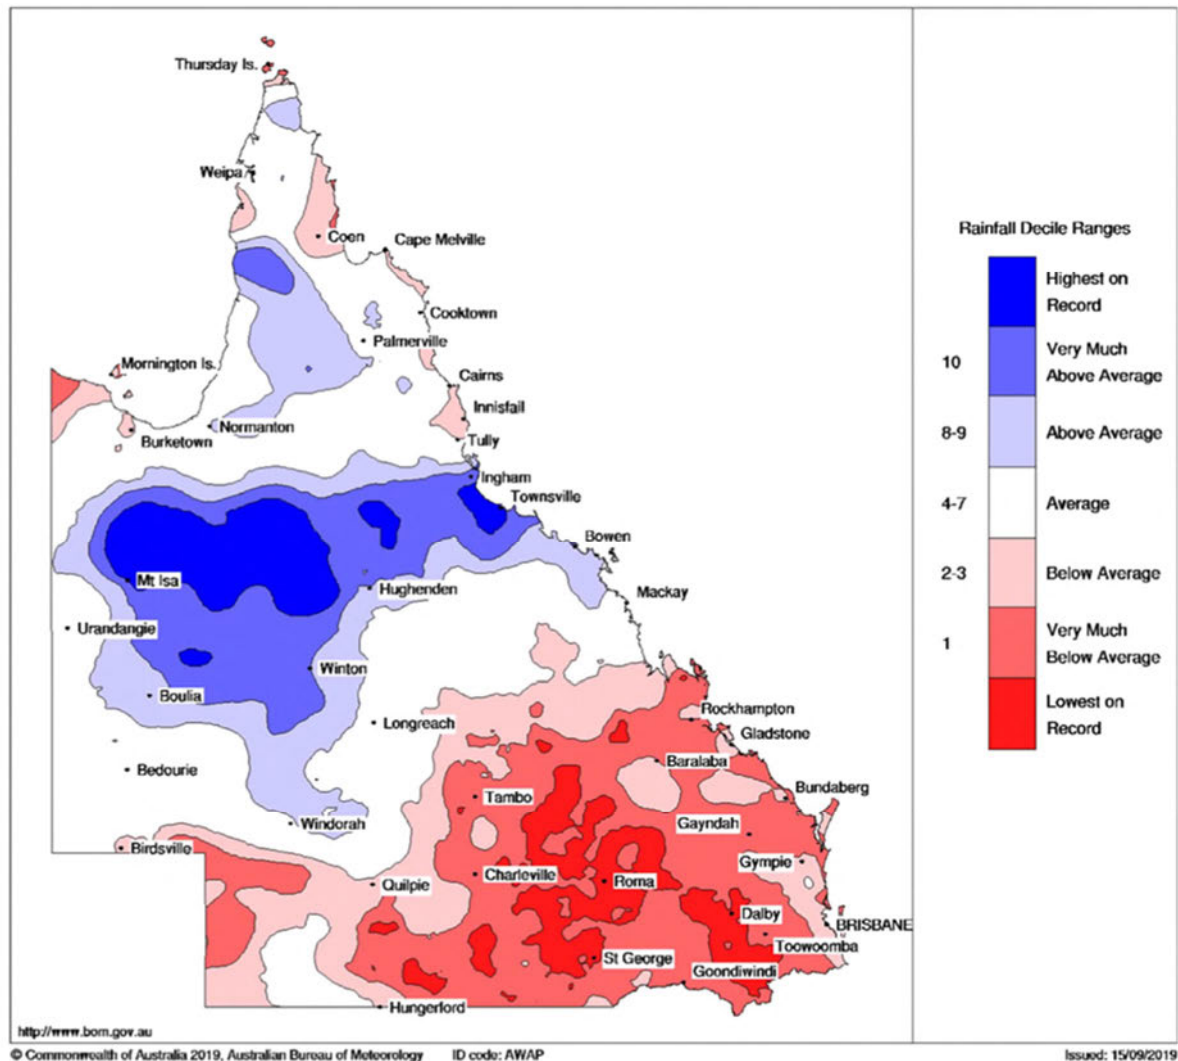 Thursday Is.
Weipa
Coen
Cape Melville
Cooktown
Palmerville
Mornington Is.
Cairns
Innisfail
Normanton
Burketown
Tully
Ingham
Townsville
Bowen
Mt Isa
Hughenden
Mackay
Urandangie
Winton
Boulia
Longreach
Rockhampton
Gladstone
Bedourie
Baralaba
Bundaberg
Tambo
Windorah
Gayndah
Birdsville
Gympie
Quilpie
Charleville
Roma
Dalby
BRISBANE
Toowoomba
St George
Goondiwindi
Hungerford
Rainfall Decile Ranges
Highest on
Record
10
Very Much
Above Average
8-9
Above Average
4-7
Average
2-3
Below Average
1
Very Much
Below Average
Lowest on
Record
http://www.bom.gov.au
© Commonwealth of Australia 2019, Australian Bureau of Meteorology ID code: AWAP Issued: 15/09/2019